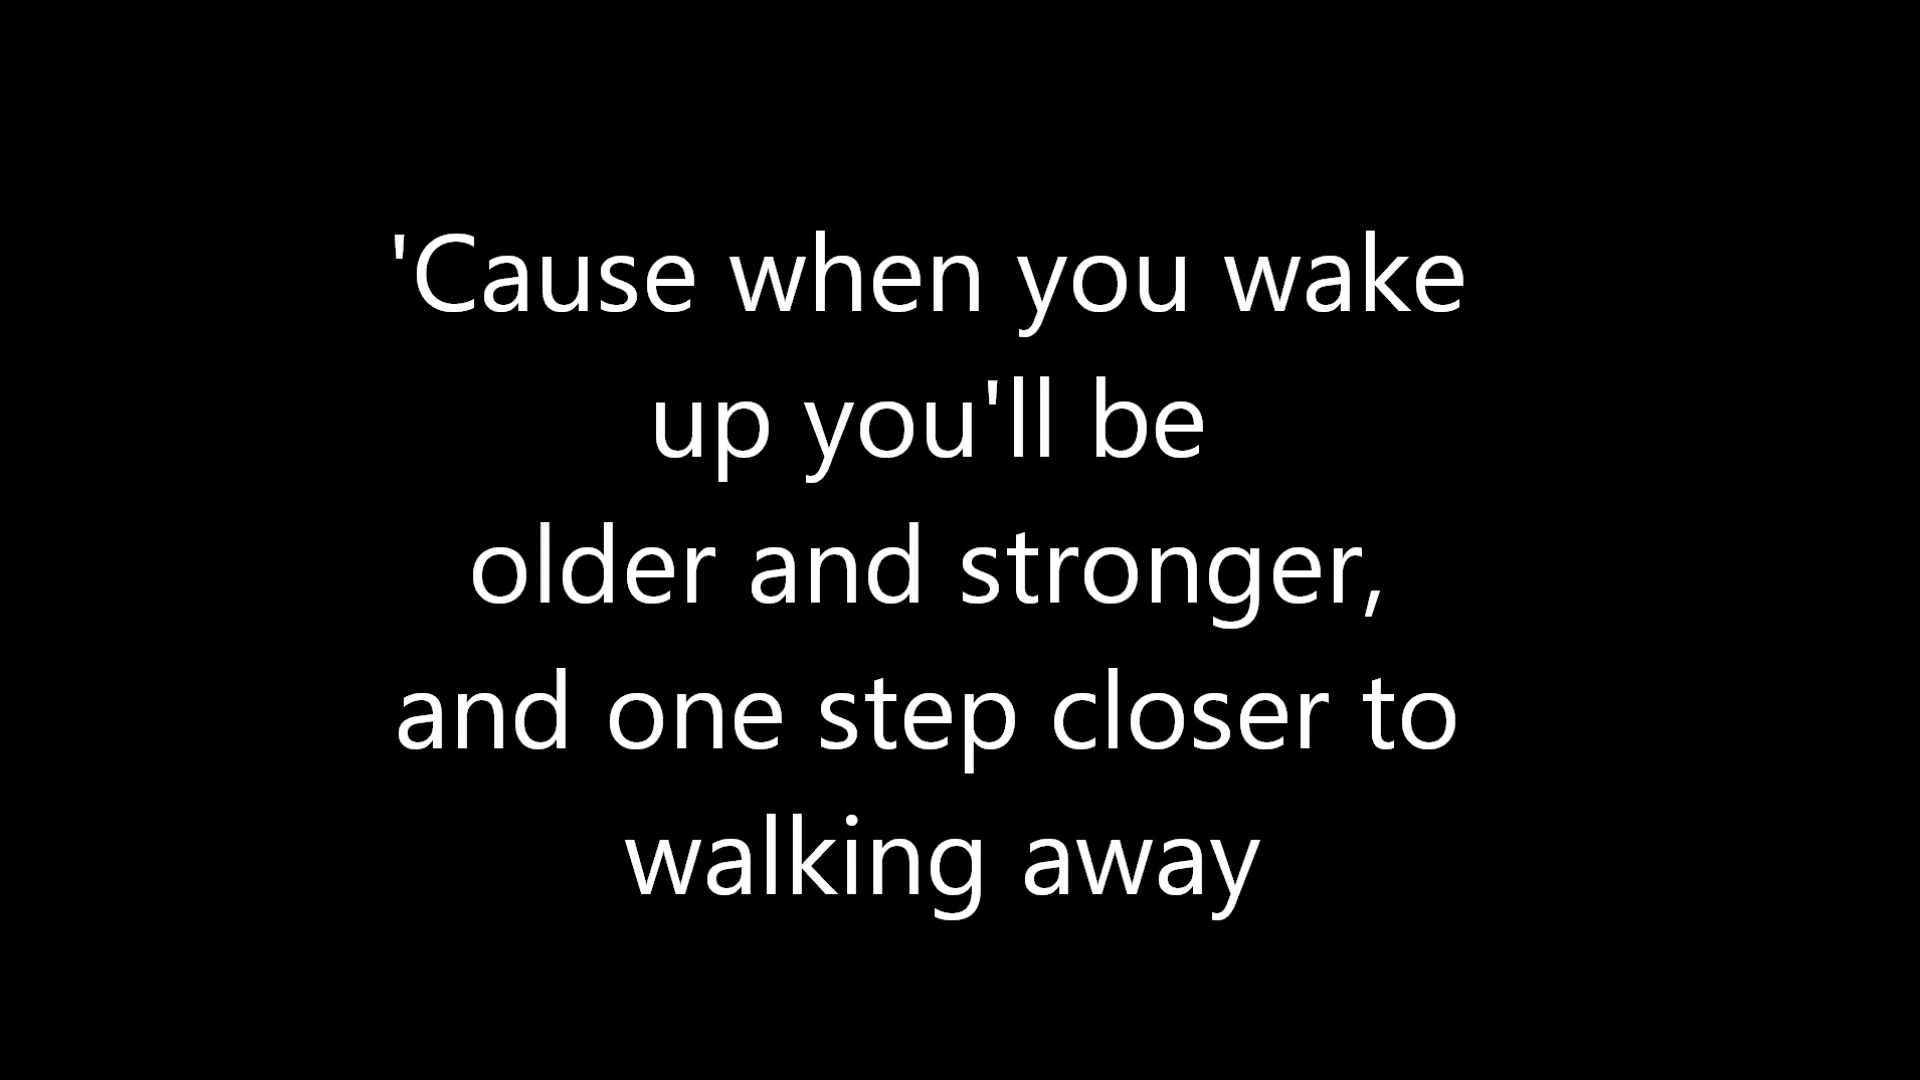 'Cause when you wake
up you'll be
older and stronger,
and one step closer to
walking away